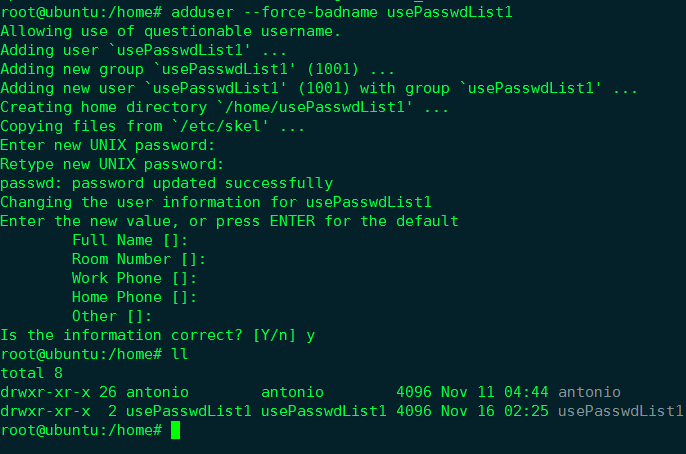 root@ubuntu:/home# adduser --force-badname usePasswdList1
Allowing use of questionable username.
Adding user `usePasswdList1' ...
Adding new group `usePasswdList1' (1001) ...
Adding new user `usePasswdList1' (1001) with group `usePasswdList1' ...
Creating home directory `/home/usePasswdList1' ...
Copying files from `/etc/skel' ...
Enter new UNIX password:
Retype new UNIX password:
passwd: password updated successfully
Changing the user information for usePasswdList1
Enter the new value, or press ENTER for the default
Full Name []:
Room Number []:
Work Phone []:
Home Phone []:
Other []:
Is the information correct? [Y/n] y
root@ubuntu:/home# ll
total 8
drwxr-xr-x 26 antonio        antonio        4096 Nov 11 04:44 antonio
drwxr-xr-x  2 usePasswdList1 usePasswdList1 4096 Nov 16 02:25 usePasswdList1
root@ubuntu:/home#